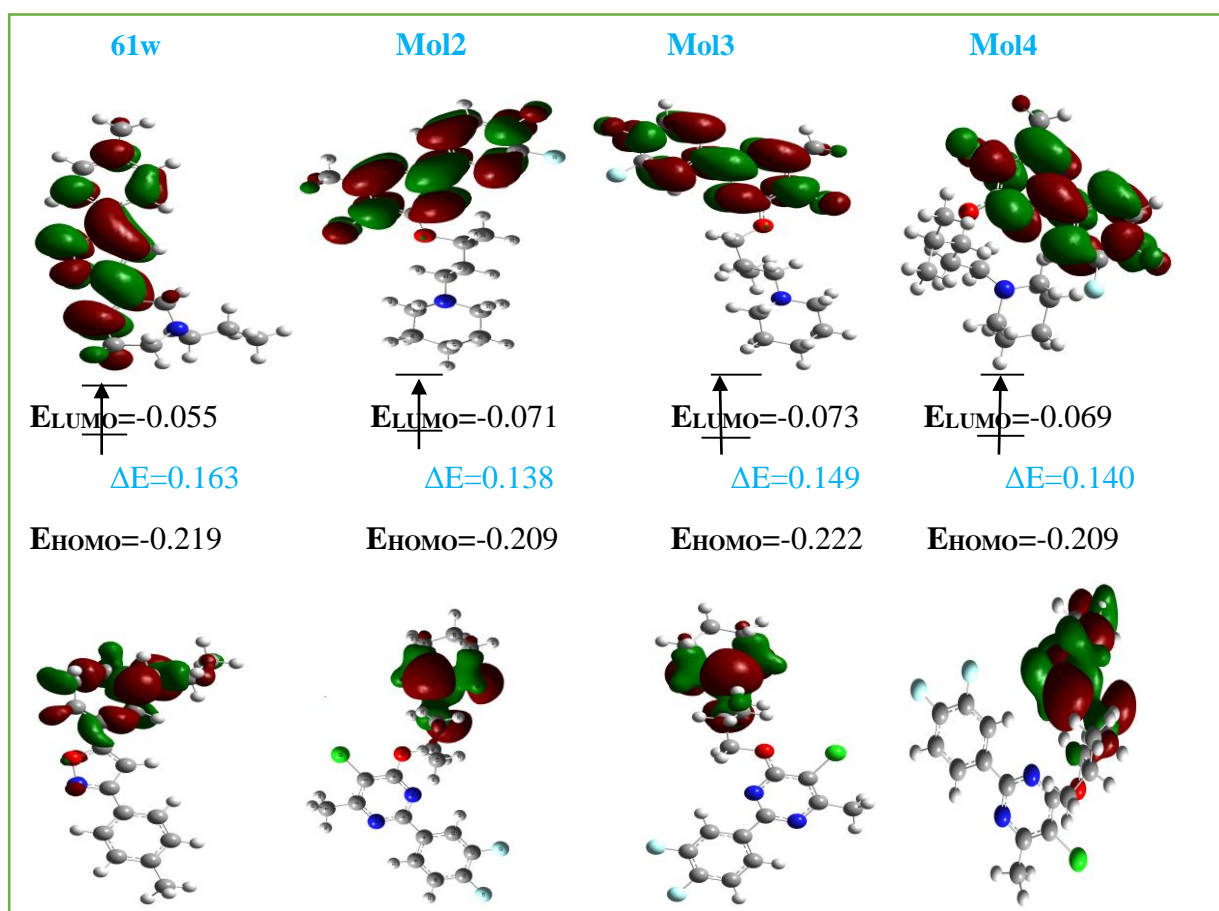 61w Mol2 Mol3 Mol4
ELUMO=-0.055 ELUMO=-0.071 ELUMO=-0.073 ELUMO=-0.069
ΔE=0.163 ΔE=0.138 ΔE=0.149 ΔE=0.140
EHOMO=-0.219 EHOMO=-0.209 EHOMO=-0.222 EHOMO=-0.209